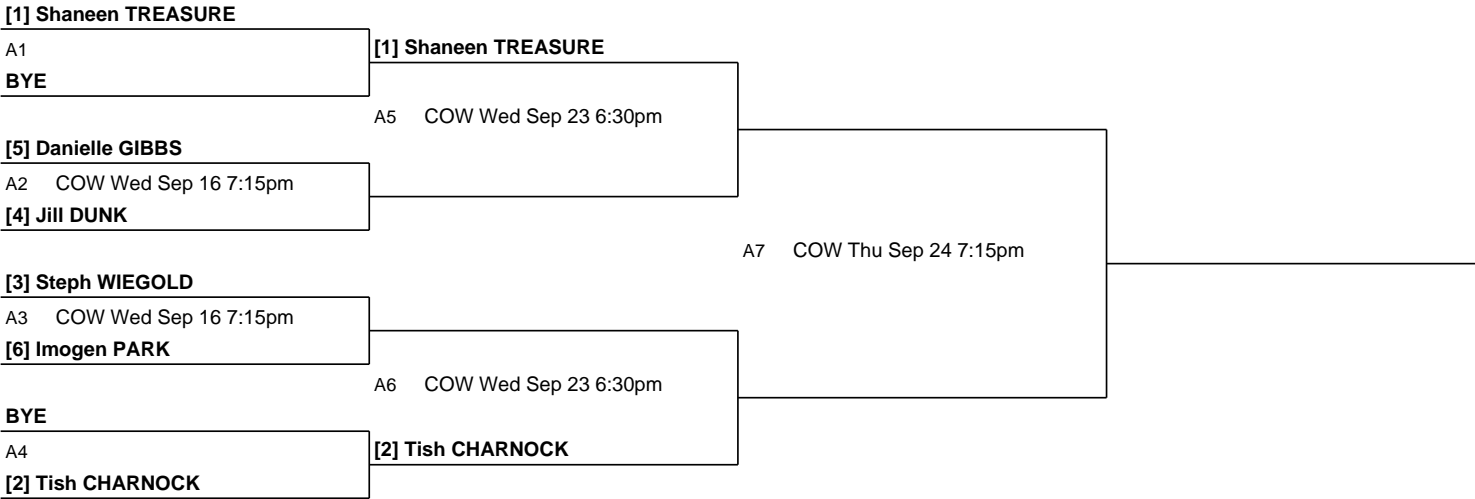 [1] Shaneen TREASURE
A1
BYE
[1] Shaneen TREASURE
A5 COW Wed Sep 23 6:30pm
[5] Danielle GIBBS
A2 COW Wed Sep 16 7:15pm
[4] Jill DUNK
A7 COW Thu Sep 24 7:15pm
[3] Steph WIEGOLD
A3 COW Wed Sep 16 7:15pm
[6] Imogen PARK
A6 COW Wed Sep 23 6:30pm
BYE
A4
[2] Tish CHARNOCK
[2] Tish CHARNOCK